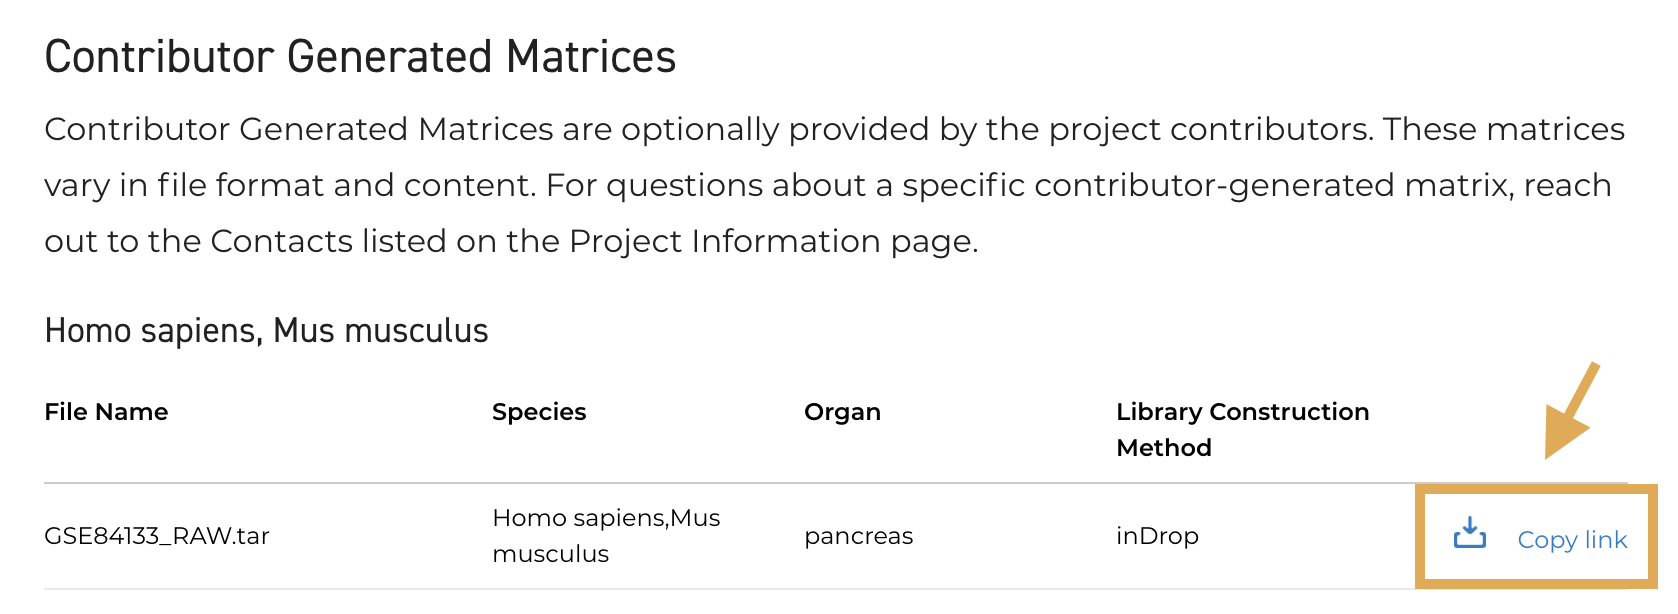 Contributor Generated Matrices
Contributor Generated Matrices are optionally provided by the project contributors. These matrices
vary in file format and content. For questions about a specific contributor-generated matrix, reach
out to the Contacts listed on the Project Information page.
Homo sapiens, Mus musculus
File Name Species Organ Library Construction
Method
GSE84133_RAW.tar Homo sapiens,Mus
musculus pancreas inDrop Copy link